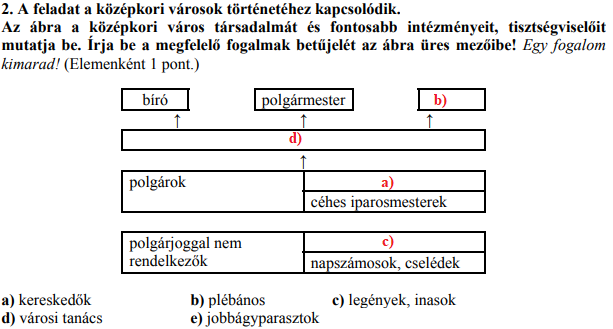 2. A feladat a középkori városok történetéhez kapcsolódik.
Az ábra a középkori város társadalmát és fontosabb intézményeit, tisztségviselőit
mutatja be. Írja be a megfelelő fogalmak betűjelét az ábra üres mezőibe! Egy fogalom
kimarad! (Elemenként 1 pont.)
bíró polgármester b)
↑ ↑ ↑
d)
↑
polgárok a)
céhes iparosmesterek
polgárjoggal nem c)
rendelkezők napszámosok, cselédek
a) kereskedők b) plébános c) legények, inasok
d) városi tanács e) jobbágyparasztok